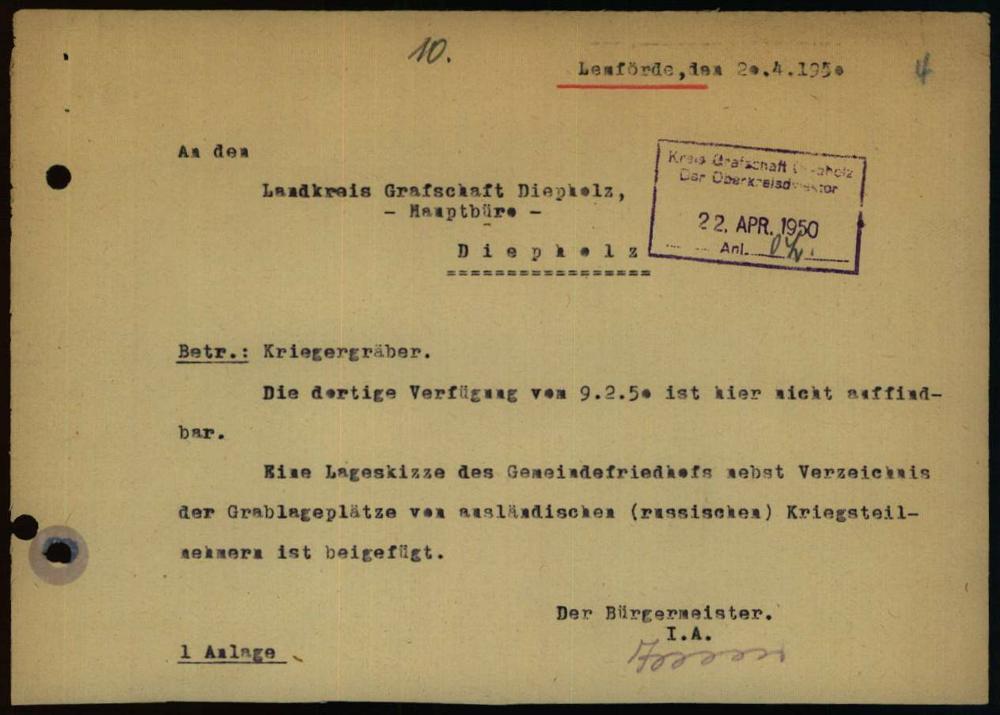 10.
Lemförde, den 20.4.1950
4
An den
Landkreis Grafschaft Diepholz,
- Hauptbüro -
Diepholz
Kreis Grafschaft Diepholz
Der Oberkreisdirektor
22. APR. 1950
Anl.
Betr.: Kriegergräber.
Die dortige Verfügung vom 9.2.50 ist hier nicht auffind-
bar.
Eine Lageskizze des Gemeindefriedhofs nebst Verzeichnis
der Grablageplätze von ausländischen (russischen) Kriegsteil-
nehmern ist beigefügt.
Der Bürgermeister.
I.A.
1 Anlage